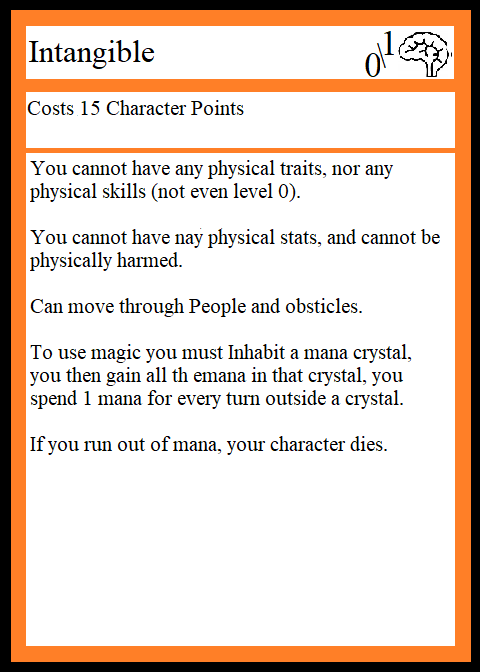 Intangible
0/1
Costs 15 Character Points
You cannot have any physical traits, nor any
physical skills (not even level 0).
You cannot have nay physical stats, and cannot be
physically harmed.
Can move through People and obsticles.
To use magic you must Inhabit a mana crystal,
you then gain all th emana in that crystal, you
spend 1 mana for every turn outside a crystal.
If you run out of mana, your character dies.